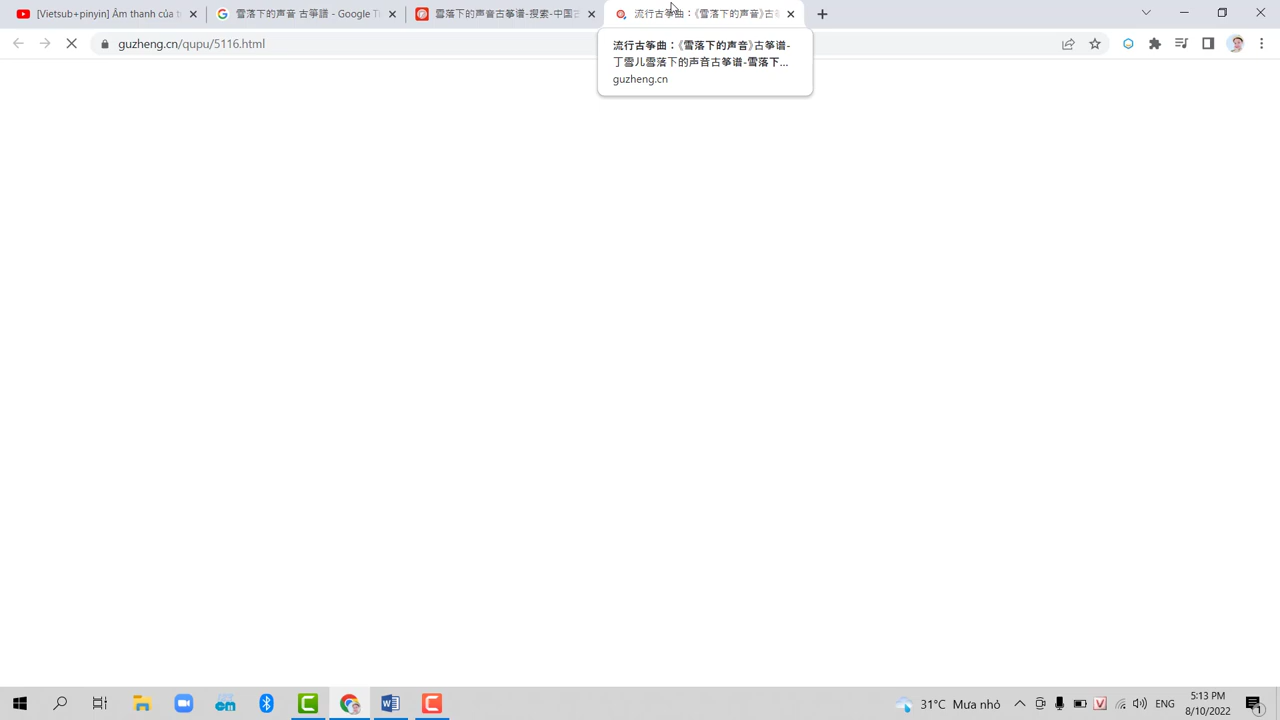 [Vietsub+pinyin] Âm thanh của t
雪落下的声音 古箏譜 - Google T
雪落下的声音古筝谱-搜索-中国古
流行古筝曲：《雪落下的声音》古筝
guzheng.cn/qupu/5116.html
流行古筝曲：《雪落下的声音》古筝谱-
丁雪儿雪落下的声音古筝谱-雪落下...
guzheng.cn
31°C Mưa nhỏ
ENG
5:13 PM
8/10/2022
1